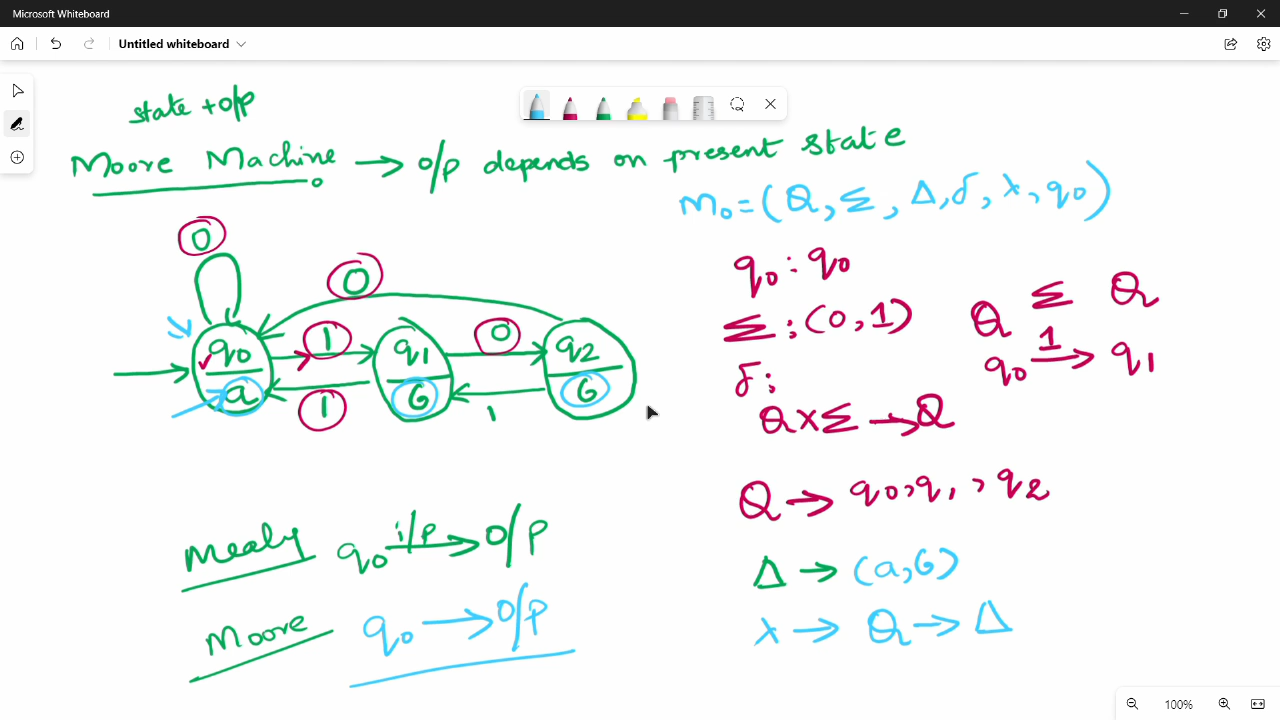 Microsoft Whiteboard
Untitled whiteboard
state + o/p
Moore Machine → o/p depends on present state
M₀ = (Q, Σ, Δ, δ, λ, q0)
q0 : q0
Σ : (0, 1)
Q Σ Q
q0 1→ q1
δ :
Q × Σ → Q
Q → q0, q1, q2
Δ → (a, b)
λ → Q → Δ
0
0
1
0
q0
q1
q2
a
b
b
1
1
Mealy q0 i/p→ o/p
Moore q0 → o/p
100%